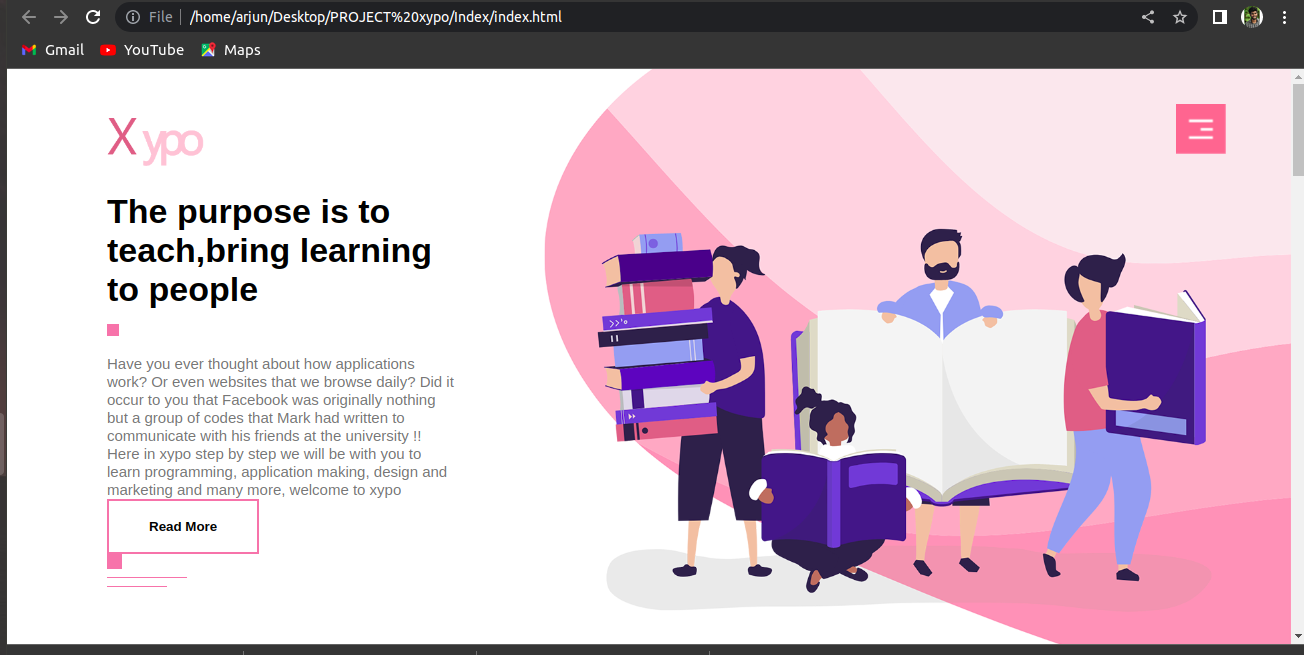 File | /home/arjun/Desktop/PROJECT%20xypo/Index/index.html
Gmail YouTube Maps
X ypo
The purpose is to
teach,bring learning
to people
Have you ever thought about how applications
work? Or even websites that we browse daily? Did it
occur to you that Facebook was originally nothing
but a group of codes that Mark had written to
communicate with his friends at the university !!
Here in xypo step by step we will be with you to
learn programming, application making, design and
marketing and many more, welcome to xypo
Read More